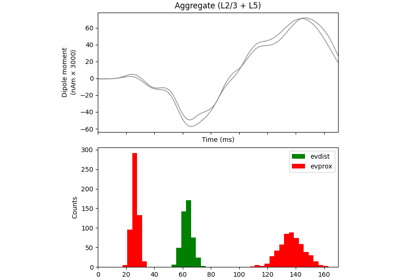 Aggregate (L2/3 + L5)
Dipole moment
(nAm × 3000)
60
40
20
0
−20
−40
−60
Time (ms)
Counts
300
250
200
150
100
50
0
evdist
evprox
0 20 40 60 80 100 120 140 160